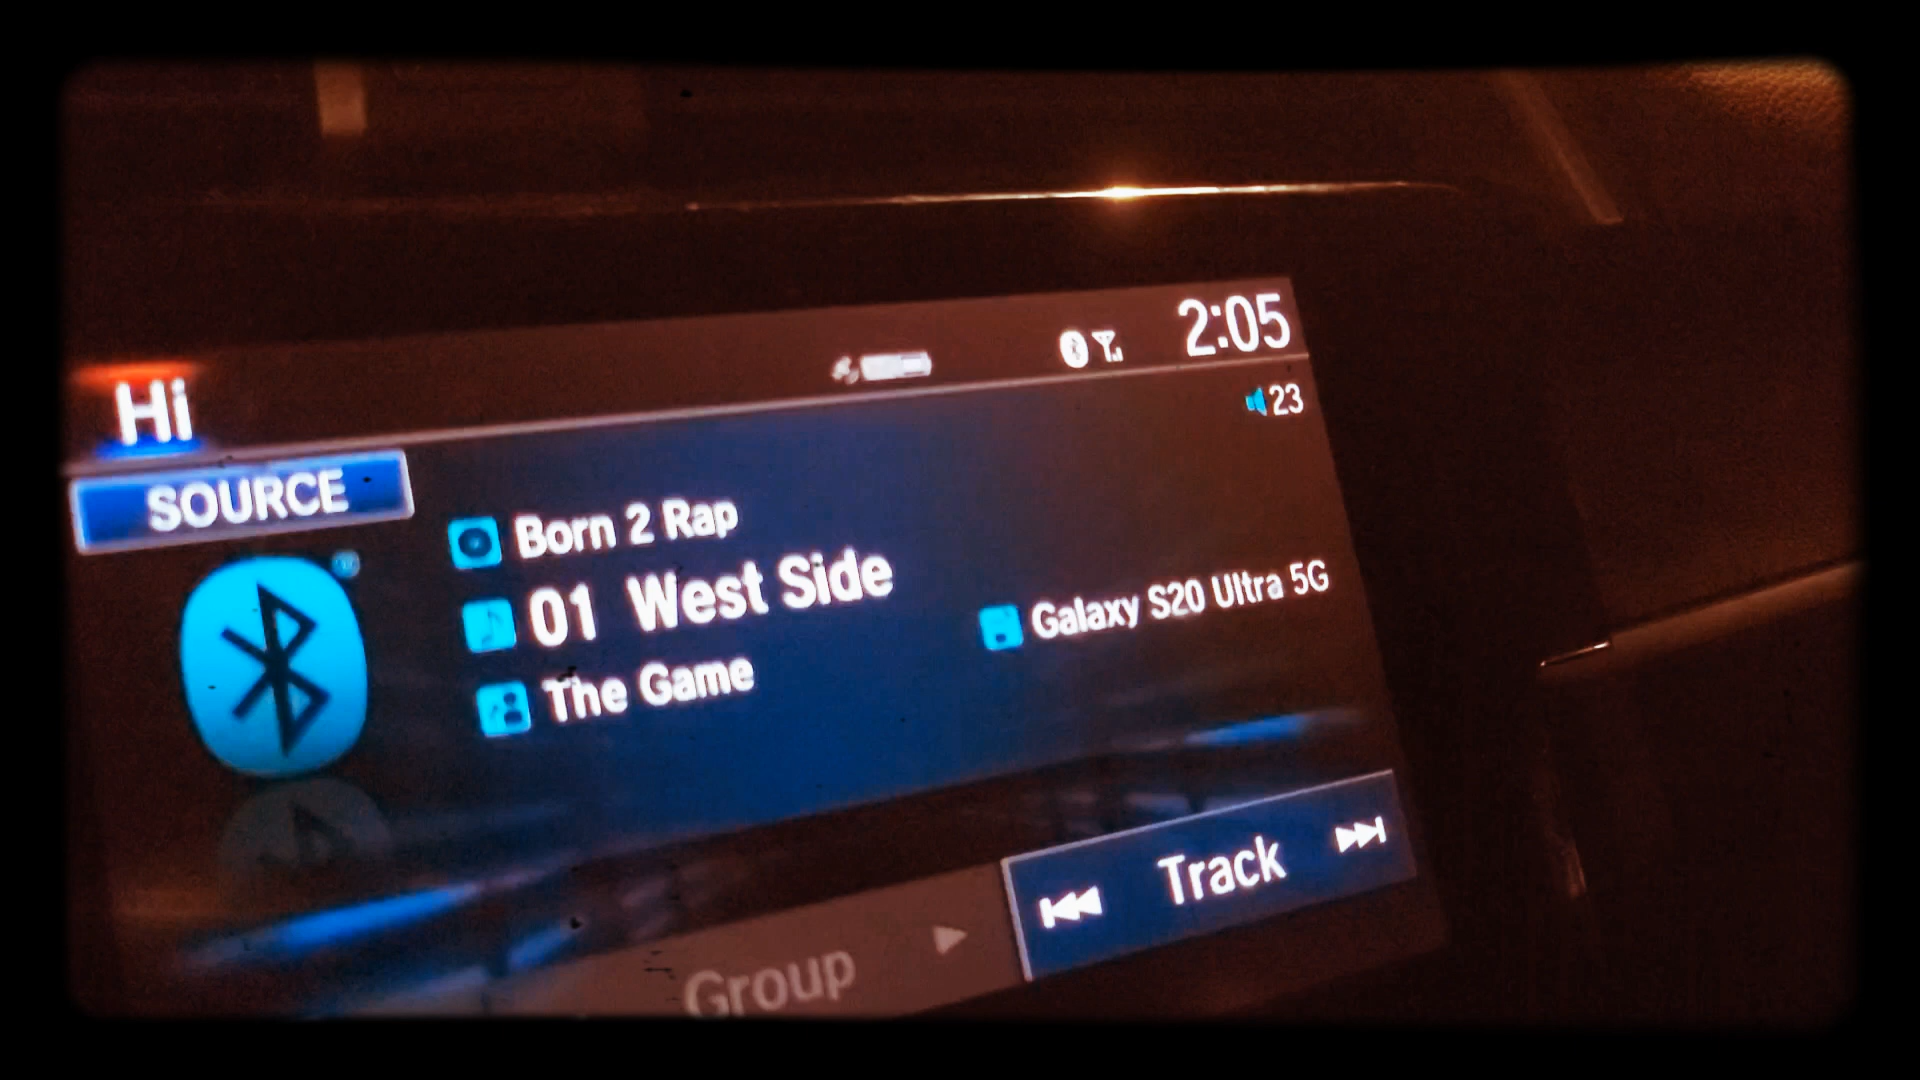 2:05
Hi
23
SOURCE
Born 2 Rap
01 West Side
Galaxy S20 Ultra 5G
The Game
Track
Group